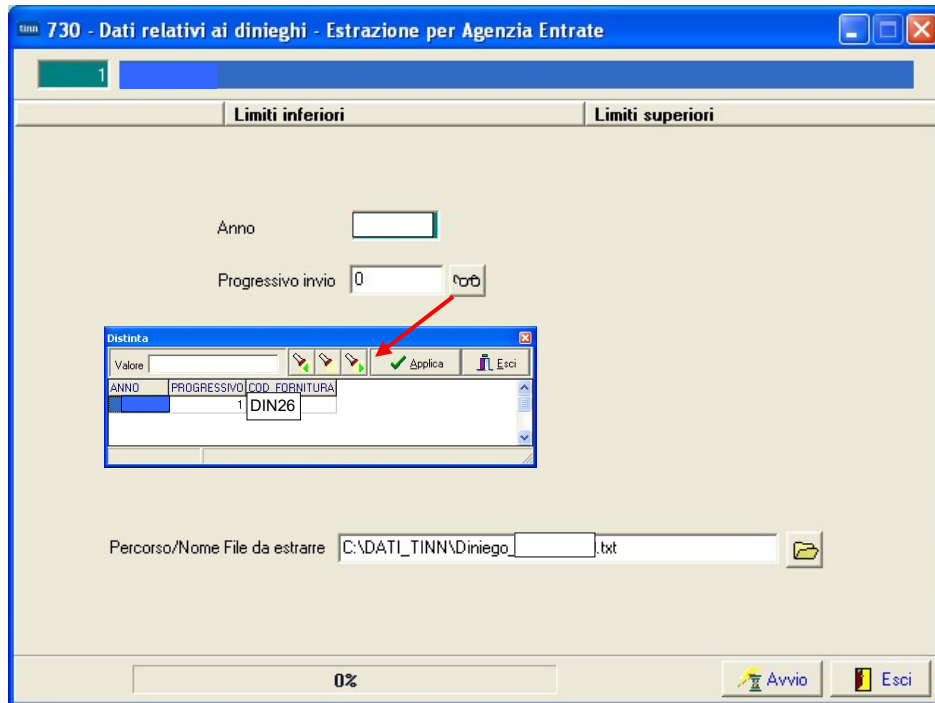 tinn 730 - Dati relativi ai dinieghi - Estrazione per Agenzia Entrate
1
Limiti inferiori Limiti superiori
Anno
Progressivo invio 0
Distinta
Valore Applica Esci
ANNO PROGRESSIVO COD_FORNITURA
1 DIN26
Percorso/Nome File da estrarre C:\DATI_TINN\Diniego_ .txt
0% Avvio Esci